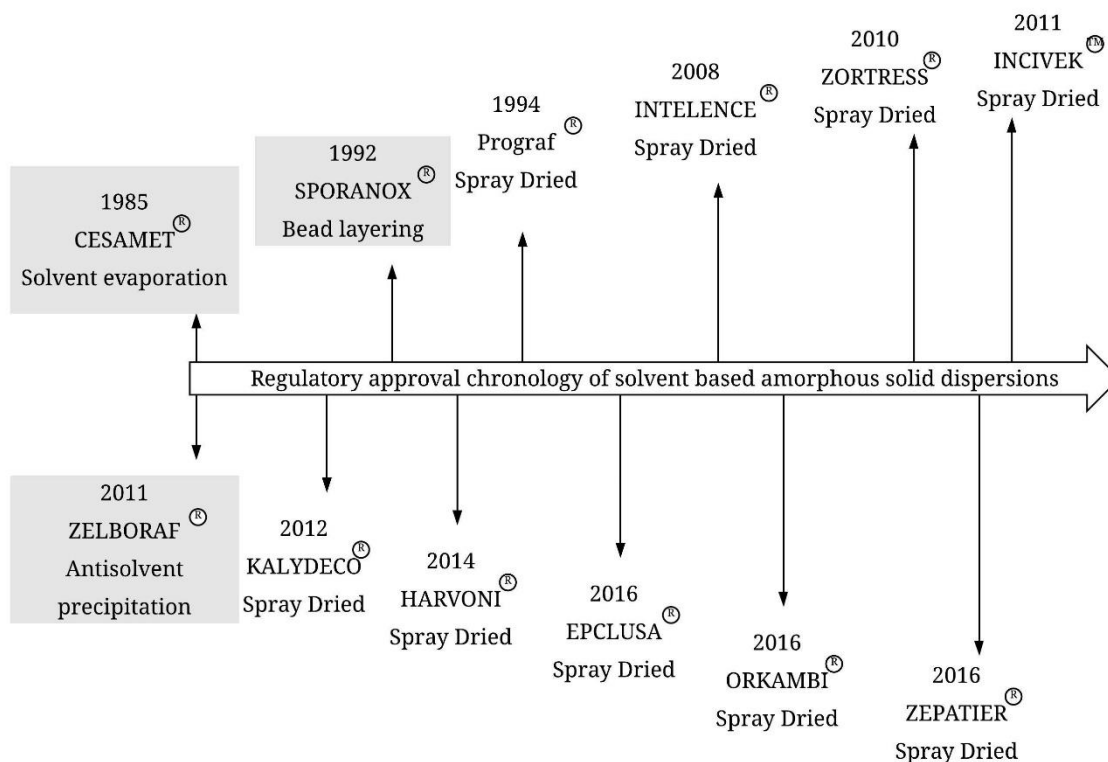 1985
CESAMET®
Solvent evaporation
1992
SPORANOX®
Bead layering
1994
Prograf®
Spray Dried
2008
INTELENCE®
Spray Dried
2010
ZORTRESS®
Spray Dried
2011
INCIVEK™
Spray Dried
Regulatory approval chronology of solvent based amorphous solid dispersions
2011
ZELBORAF®
Antisolvent
precipitation
2012
KALYDECO®
Spray Dried
2014
HARVONI®
Spray Dried
2016
EPCLUSA®
Spray Dried
2016
ORKAMBI®
Spray Dried
2016
ZEPATIER®
Spray Dried